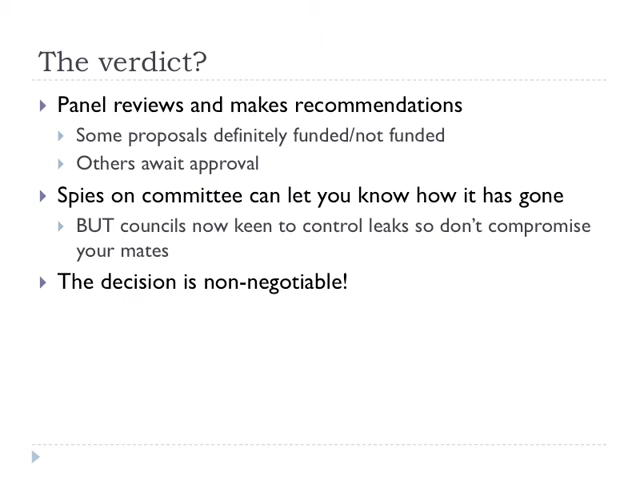 The verdict?
Panel reviews and makes recommendations
Some proposals definitely funded/not funded
Others await approval
Spies on committee can let you know how it has gone
BUT councils now keen to control leaks so don't compromise
your mates
The decision is non-negotiable!